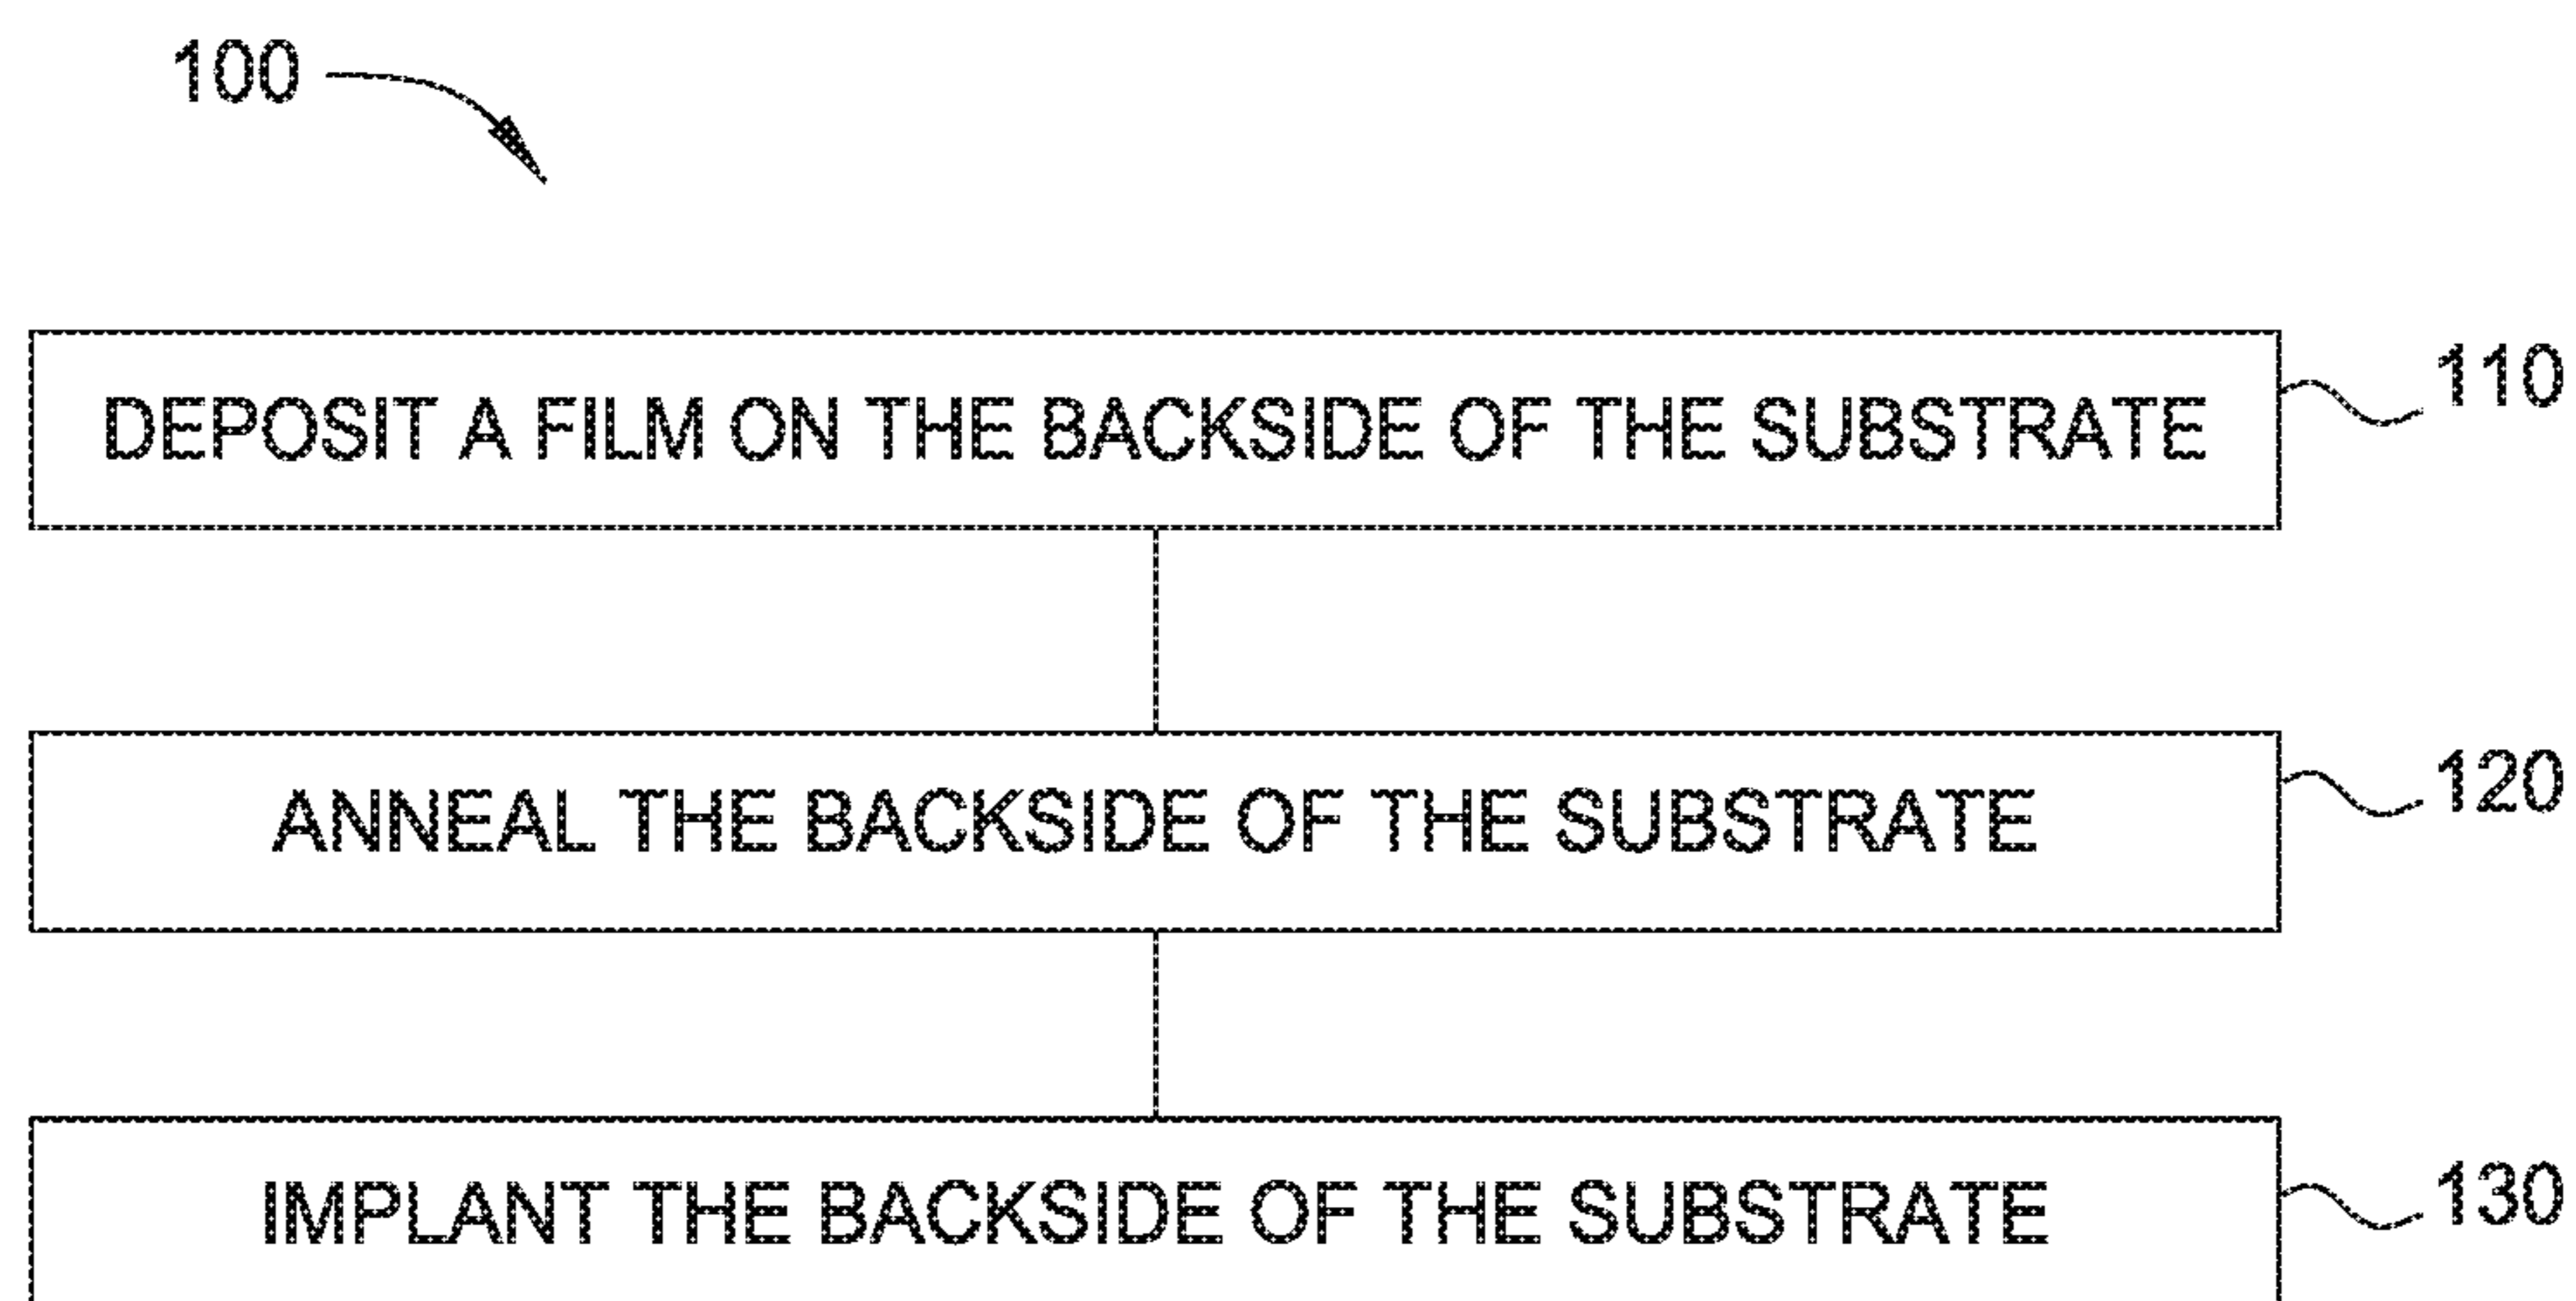 100
DEPOSIT A FILM ON THE BACKSIDE OF THE SUBSTRATE
110
ANNEAL THE BACKSIDE OF THE SUBSTRATE
120
IMPLANT THE BACKSIDE OF THE SUBSTRATE
130